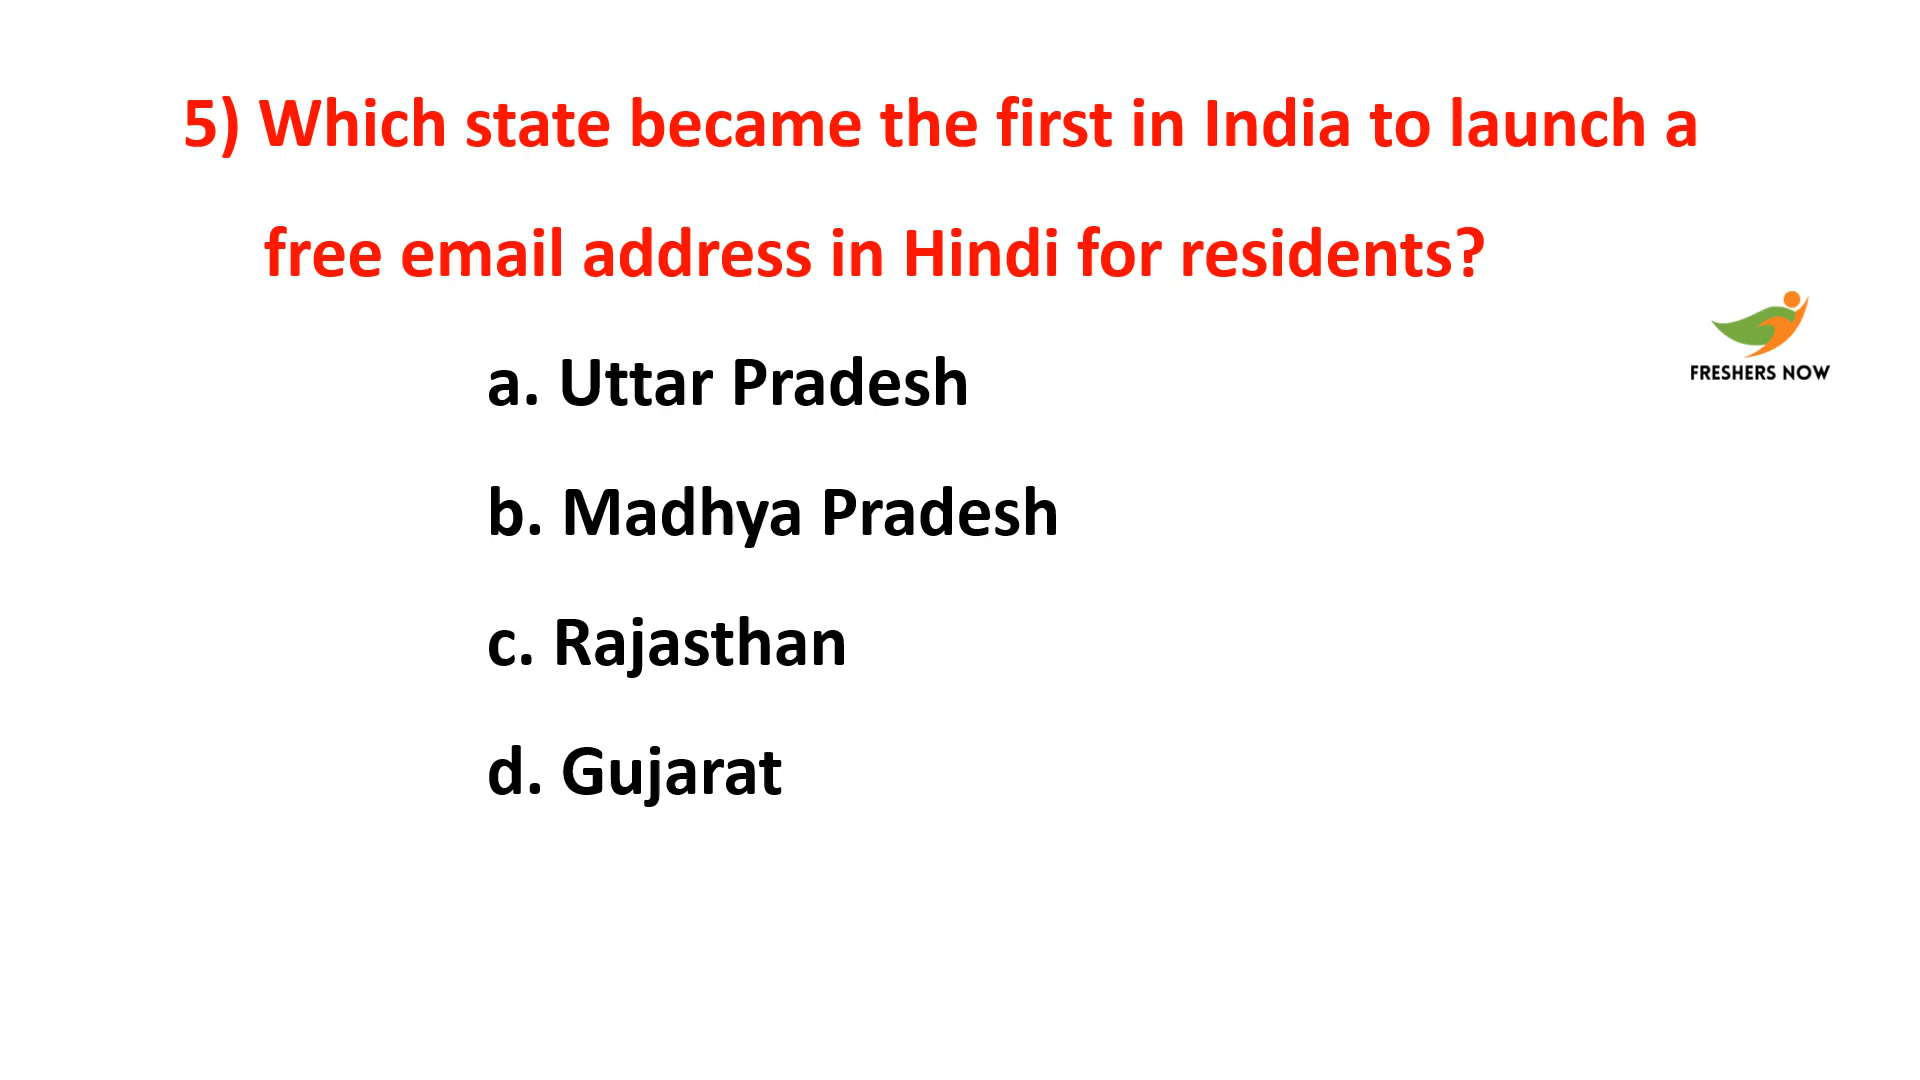 5) Which state became the first in India to launch a
free email address in Hindi for residents?
FRESHERS NOW
a. Uttar Pradesh
b. Madhya Pradesh
c. Rajasthan
d. Gujarat